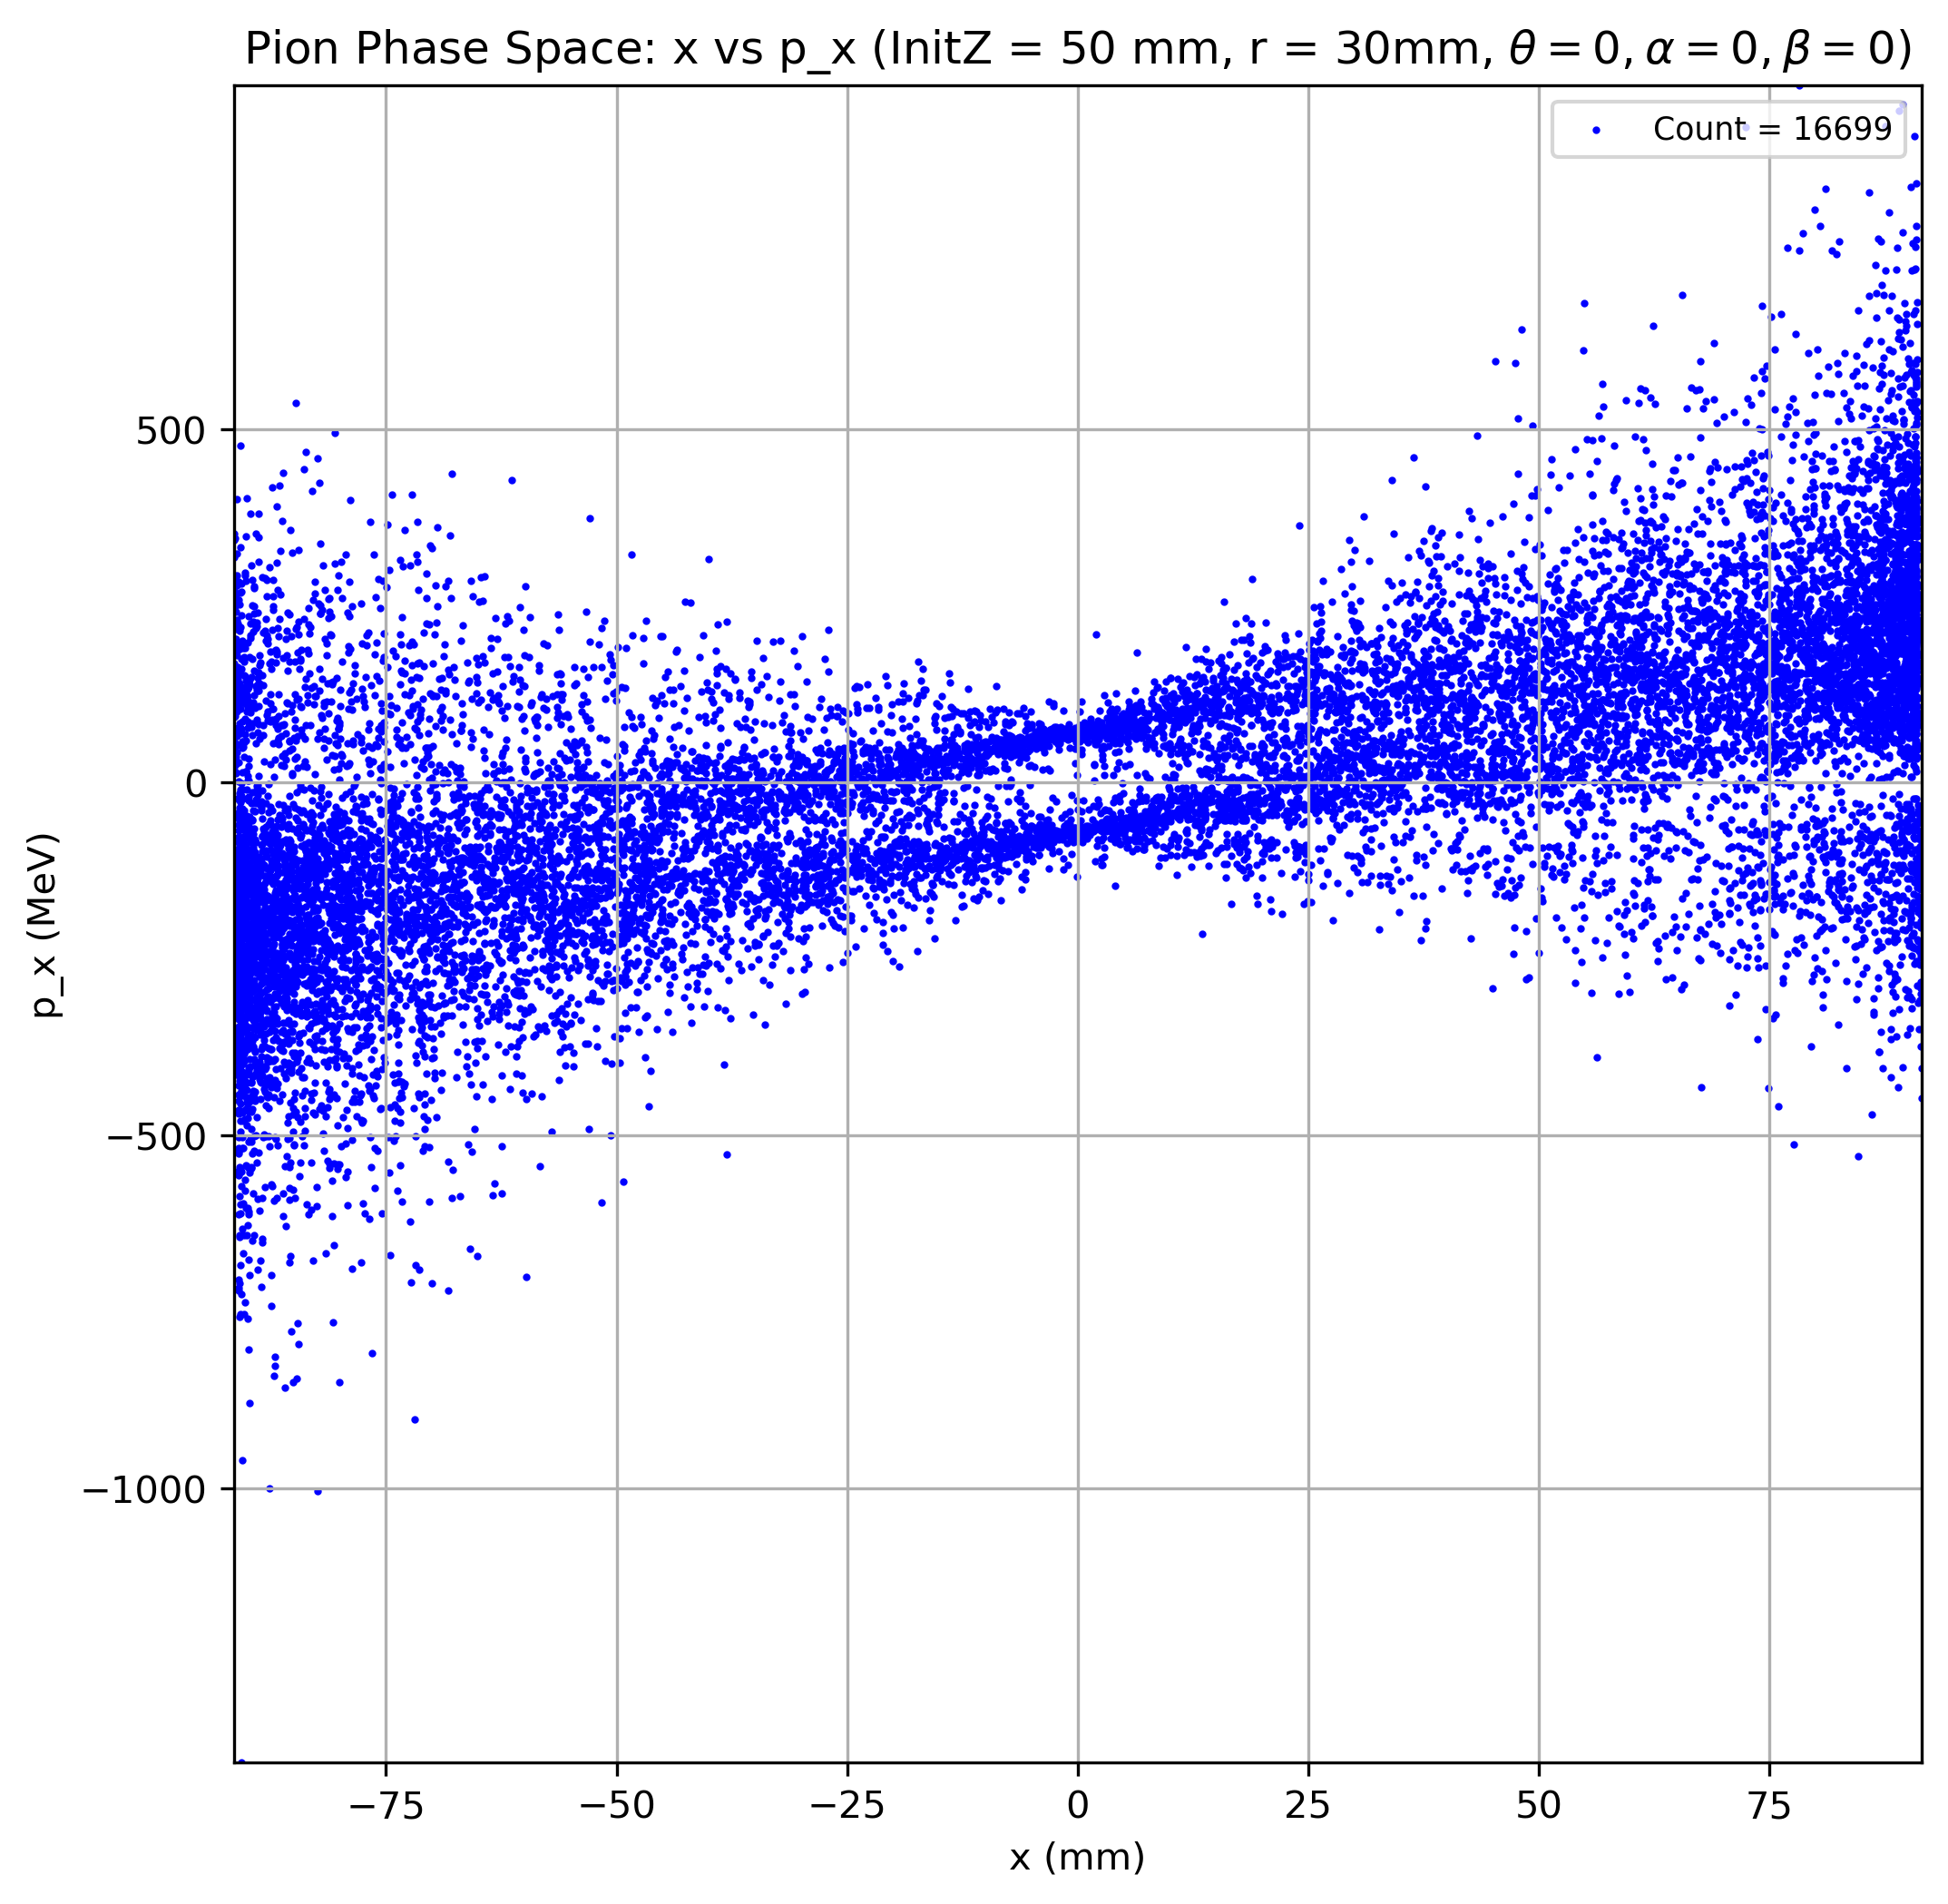 Pion Phase Space: x vs p_x (InitZ = 50 mm, r = 30mm, θ = 0, α = 0, β = 0)
Count = 16699
500
0
−500
−1000
p_x (MeV)
−75 −50 −25 0 25 50 75
x (mm)